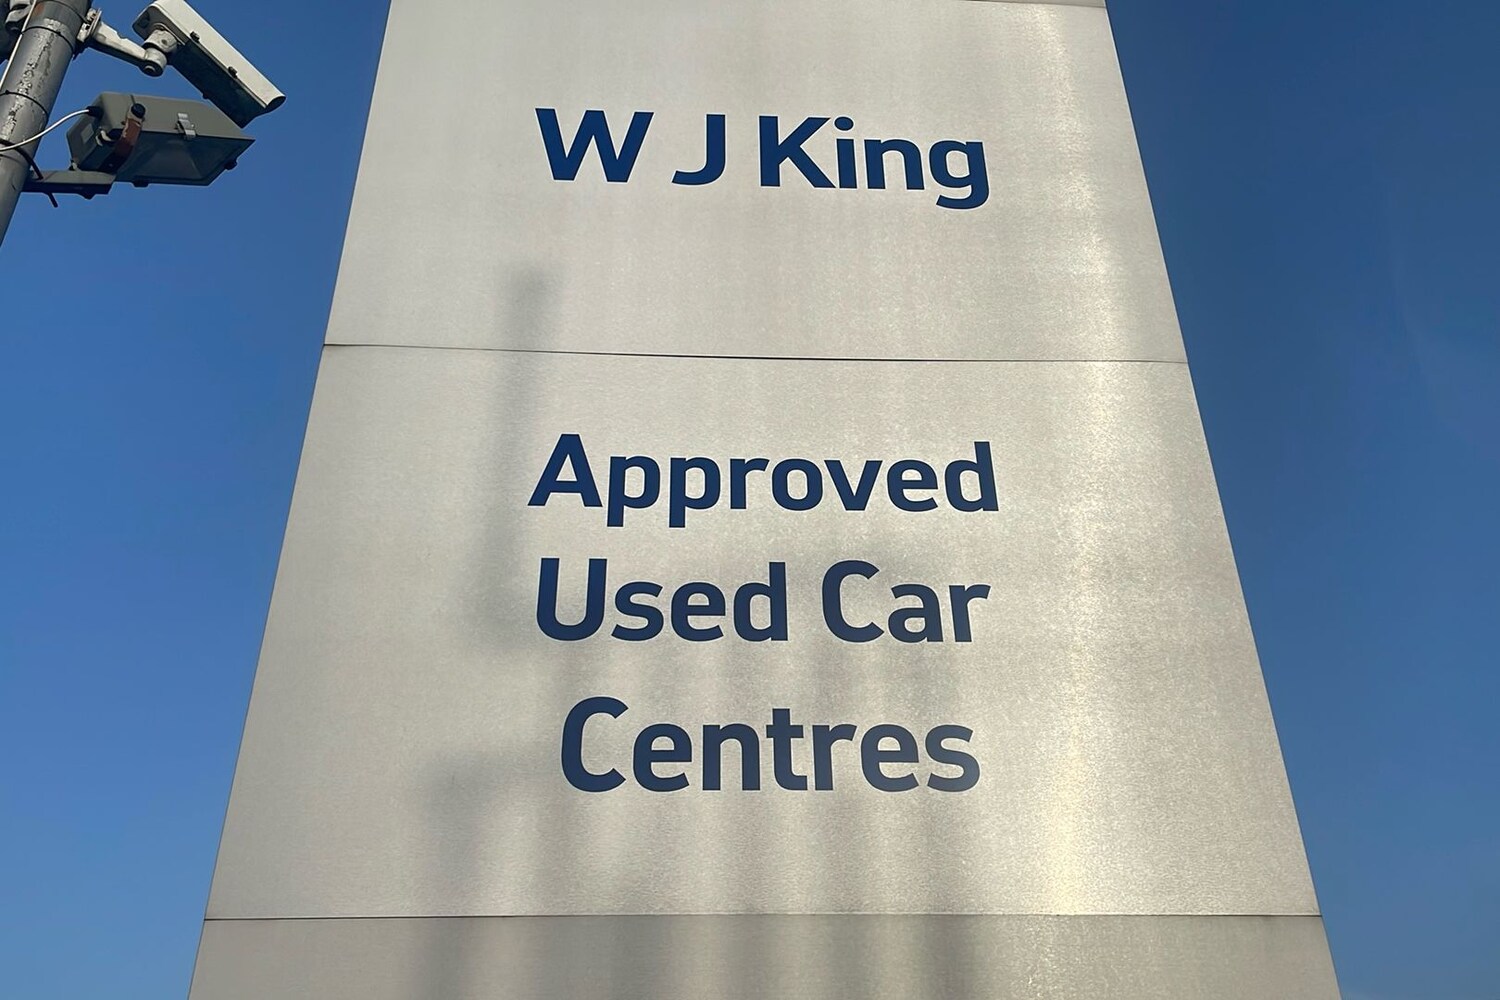 W J King
Approved
Used Car
Centres